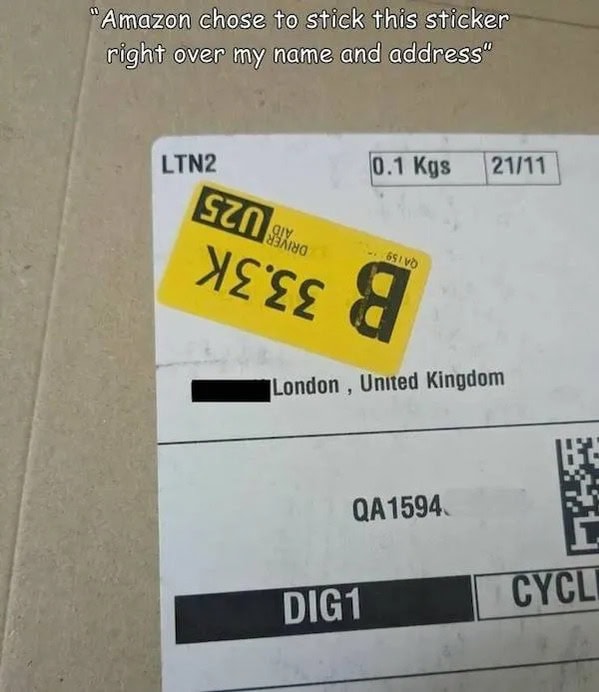 “Amazon chose to stick this sticker
right over my name and address”
LTN2
0.1 Kgs
21/11
U25
DRIVER
AID
QA159
B 33.3K
London , United Kingdom
QA1594
DIG1
CYCL